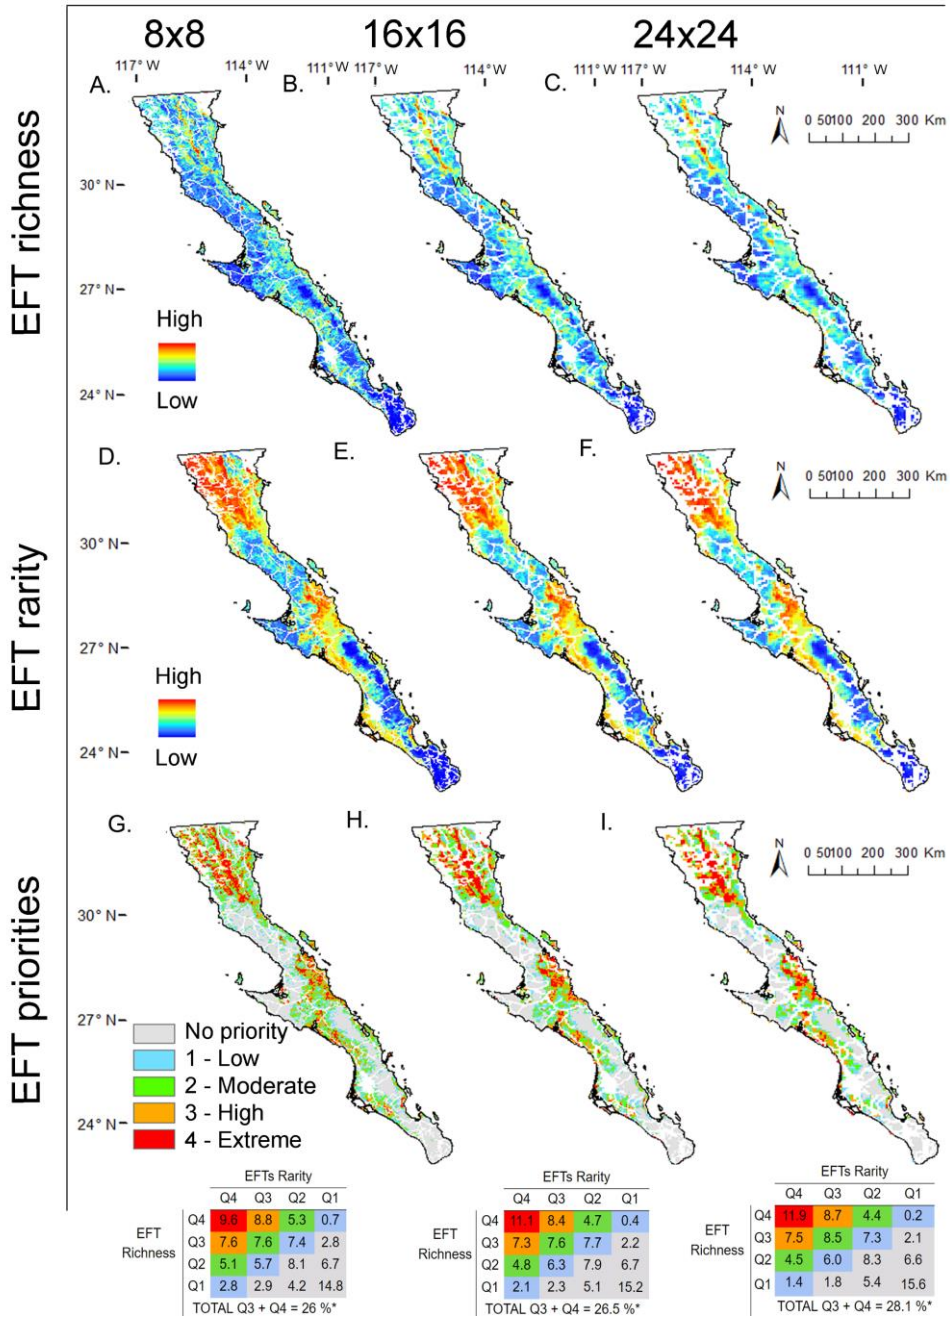 8x8 16x16 24x24
117° W 114° W 111° W 117° W 114° W 111° W 117° W 114° W 111° W
A. B. C.
N
0 50100 200 300 Km
EFT richness
30° N
27° N
High
Low
24° N
D. E. F.
N
0 50100 200 300 Km
EFT rarity
30° N
27° N
High
Low
24° N
G. H. I.
N
0 50100 200 300 Km
EFT priorities
30° N
27° N
No priority
1 - Low
2 - Moderate
3 - High
4 - Extreme
24° N
EFTs Rarity
Q4 Q3 Q2 Q1
EFT Richness
Q4 9.6 8.8 5.3 0.7
Q3 7.6 7.6 7.4 2.8
Q2 5.1 5.7 8.1 6.7
Q1 2.8 2.9 4.2 14.8
TOTAL Q3 + Q4 = 26 %*
EFTs Rarity
Q4 Q3 Q2 Q1
EFT Richness
Q4 11.1 8.4 4.7 0.4
Q3 7.3 7.6 7.7 2.2
Q2 4.8 6.3 7.9 6.7
Q1 2.1 2.3 5.1 15.2
TOTAL Q3 + Q4 = 26.5 %*
EFTs Rarity
Q4 Q3 Q2 Q1
EFT Richness
Q4 11.9 8.7 4.4 0.2
Q3 7.5 8.5 7.3 2.1
Q2 4.5 6.0 8.3 6.6
Q1 1.4 1.8 5.4 15.6
TOTAL Q3 + Q4 = 28.1 %*